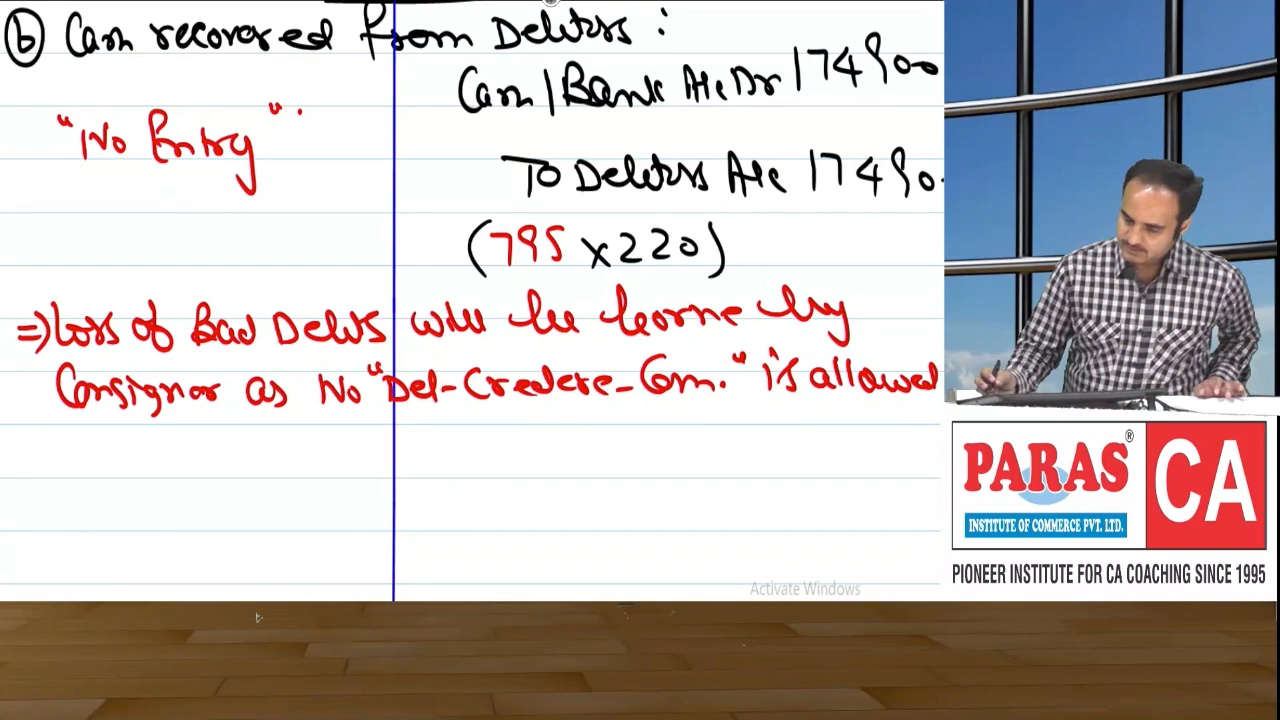 b Cash recovered from Debtors :
Cash/Bank A/c Dr 174900
"No Entry".
To Debtors A/c 17490
(795 x 220)
⇒ Loss of Bad Debts will be borne by
Consignor as No "Del-Credere-Com." is allowed
Activate Windows
PARAS®
INSTITUTE OF COMMERCE PVT. LTD.
CA
PIONEER INSTITUTE FOR CA COACHING SINCE 1995